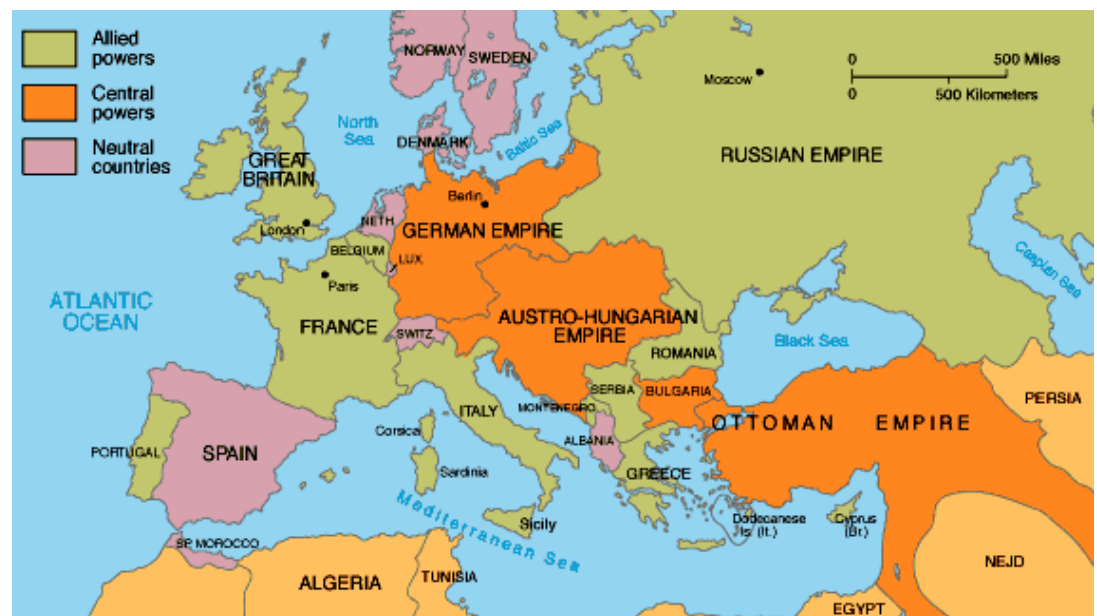 Allied
powers
Central
powers
Neutral
countries
NORWAY
SWEDEN
Moscow
0 500 Miles
0 500 Kilometers
North
Sea
DENMARK
Baltic Sea
RUSSIAN EMPIRE
GREAT
BRITAIN
Berlin
NETH
London
GERMAN EMPIRE
BELGIUM
LUX.
Caspian Sea
Paris
ATLANTIC
OCEAN
FRANCE
AUSTRO-HUNGARIAN
EMPIRE
SWITZ.
Black Sea
ROMANIA
SERBIA
BULGARIA
PERSIA
MONTENEGRO
ITALY
OTTOMAN EMPIRE
Corsica
ALBANIA
PORTUGAL
SPAIN
Sardinia
GREECE
Mediterranean Sea
Sicily
Dodecanese
Is. (It.)
Cyprus
(Br.)
SP. MOROCCO
NEJD
ALGERIA
TUNISIA
EGYPT